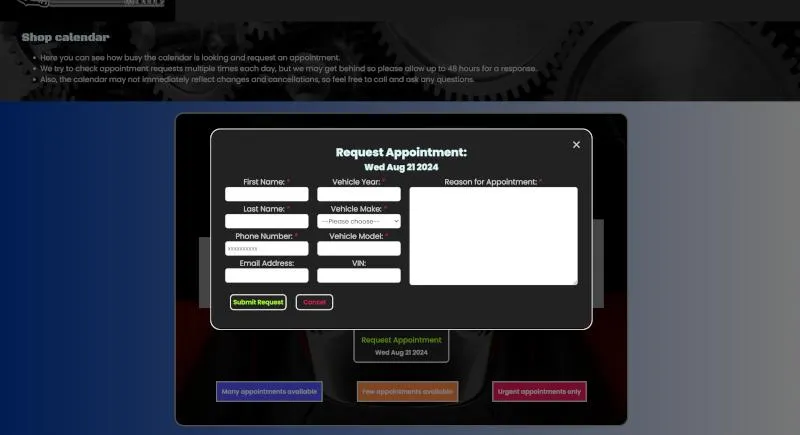 Shop calendar
Here you can see how busy the calendar is looking and request an appointment.
We try to check appointment requests multiple times each day, but we may get behind so please allow up to 48 hours for a response.
Also, the calendar may not immediately reflect changes and cancellations, so feel free to call and ask any questions.
×
Request Appointment:
Wed Aug 21 2024
First Name: *
Vehicle Year: *
Reason for Appointment: *
Last Name: *
Vehicle Make: *
--Please choose--
Phone Number: *
Vehicle Model: *
xxxxxxxxxx
Email Address:
VIN:
Submit Request
Cancel
Request Appointment
Wed Aug 21 2024
Many appointments available
Few appointments available
Urgent appointments only